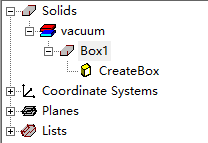 Solids
vacuum
Box1
CreateBox
Coordinate Systems
Planes
Lists